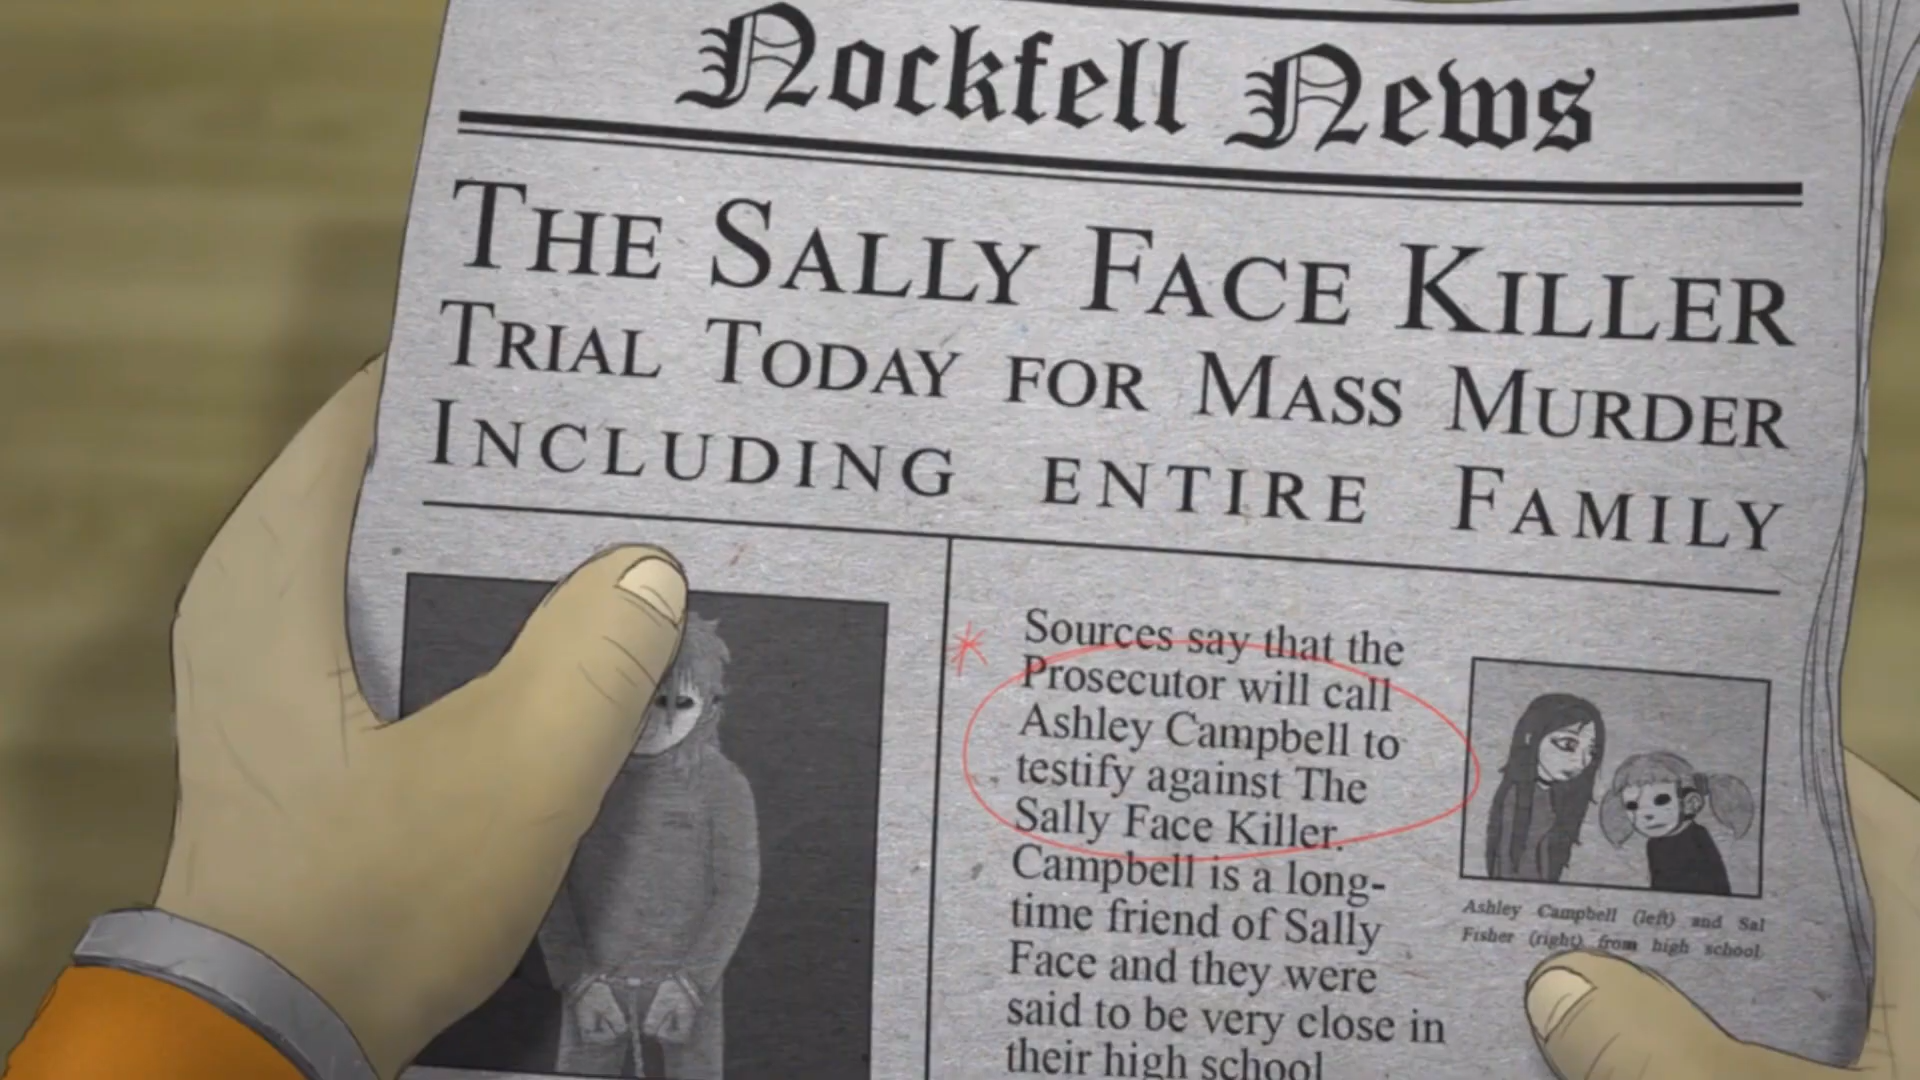 Nockfell News
The Sally Face Killer
Trial Today for Mass Murder
Including entire Family
* Sources say that the
Prosecutor will call
Ashley Campbell to
testify against The
Sally Face Killer.
Campbell is a long-
time friend of Sally
Face and they were
said to be very close in
their high school
Ashley Campbell (left) and Sal
Fisher (right) from high school